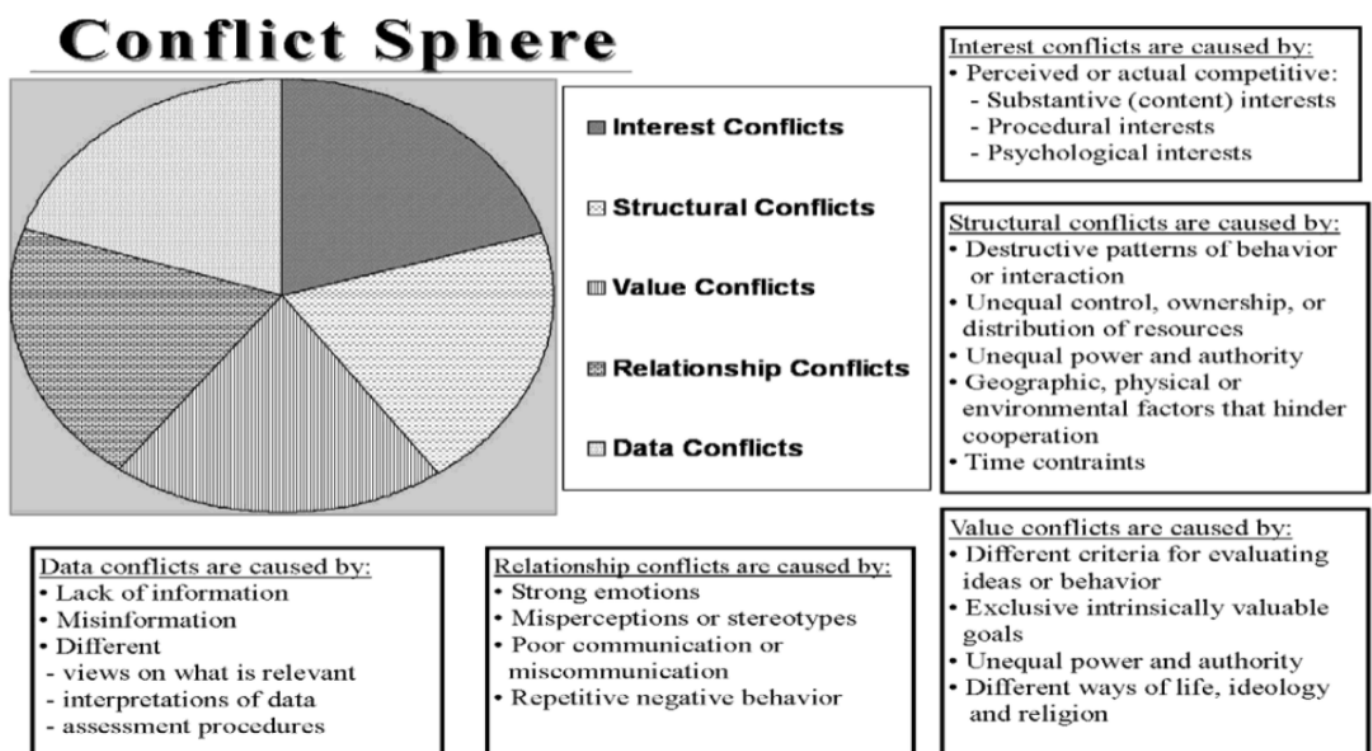 Conflict Sphere
Interest Conflicts
Structural Conflicts
Value Conflicts
Relationship Conflicts
Data Conflicts
Interest conflicts are caused by:
• Perceived or actual competitive:
- Substantive (content) interests
- Procedural interests
- Psychological interests
Structural conflicts are caused by:
• Destructive patterns of behavior
or interaction
• Unequal control, ownership, or
distribution of resources
• Unequal power and authority
• Geographic, physical or
environmental factors that hinder
cooperation
• Time contraints
Value conflicts are caused by:
• Different criteria for evaluating
ideas or behavior
• Exclusive intrinsically valuable
goals
• Unequal power and authority
• Different ways of life, ideology
and religion
Data conflicts are caused by:
• Lack of information
• Misinformation
• Different
- views on what is relevant
- interpretations of data
- assessment procedures
Relationship conflicts are caused by:
• Strong emotions
• Misperceptions or stereotypes
• Poor communication or
miscommunication
• Repetitive negative behavior